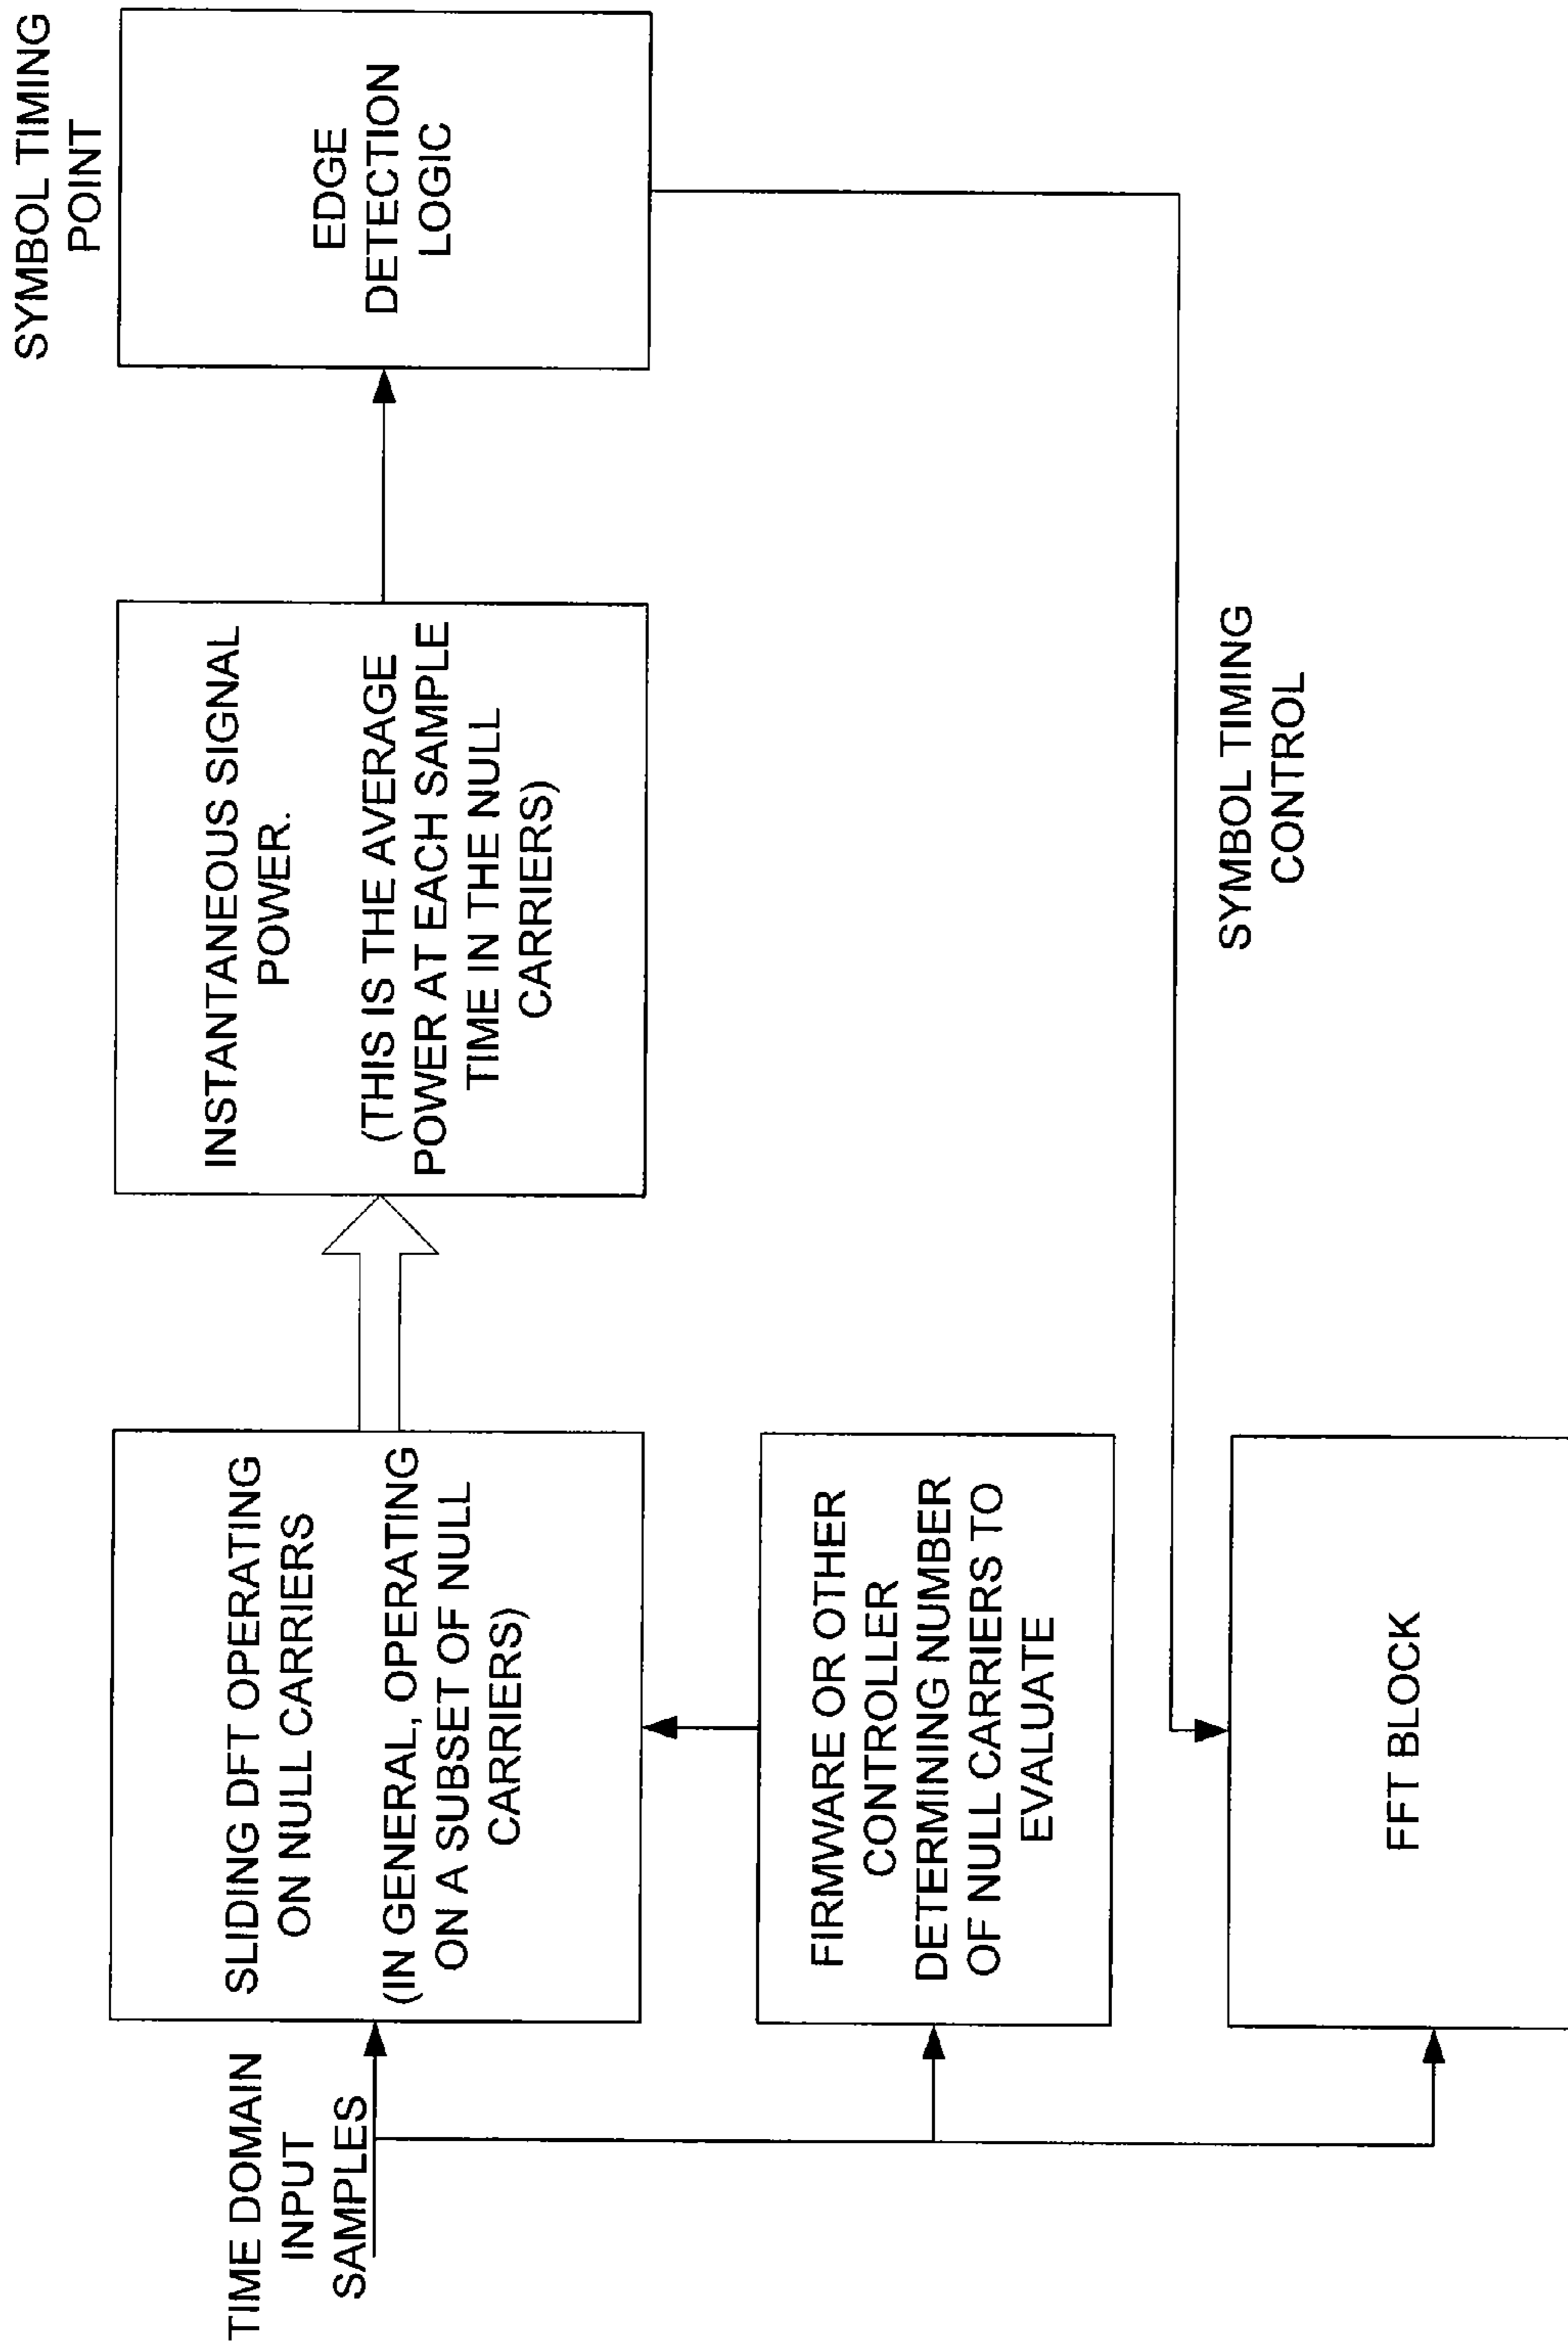 TIME DOMAIN
INPUT
SAMPLES
SLIDING DFT OPERATING
ON NULL CARRIERS
(IN GENERAL, OPERATING
ON A SUBSET OF NULL
CARRIERS)
INSTANTANEOUS SIGNAL
POWER.
(THIS IS THE AVERAGE
POWER AT EACH SAMPLE
TIME IN THE NULL
CARRIERS)
SYMBOL TIMING
POINT
EDGE
DETECTION
LOGIC
FIRMWARE OR OTHER
CONTROLLER
DETERMINING NUMBER
OF NULL CARRIERS TO
EVALUATE
SYMBOL TIMING
CONTROL
FFT BLOCK